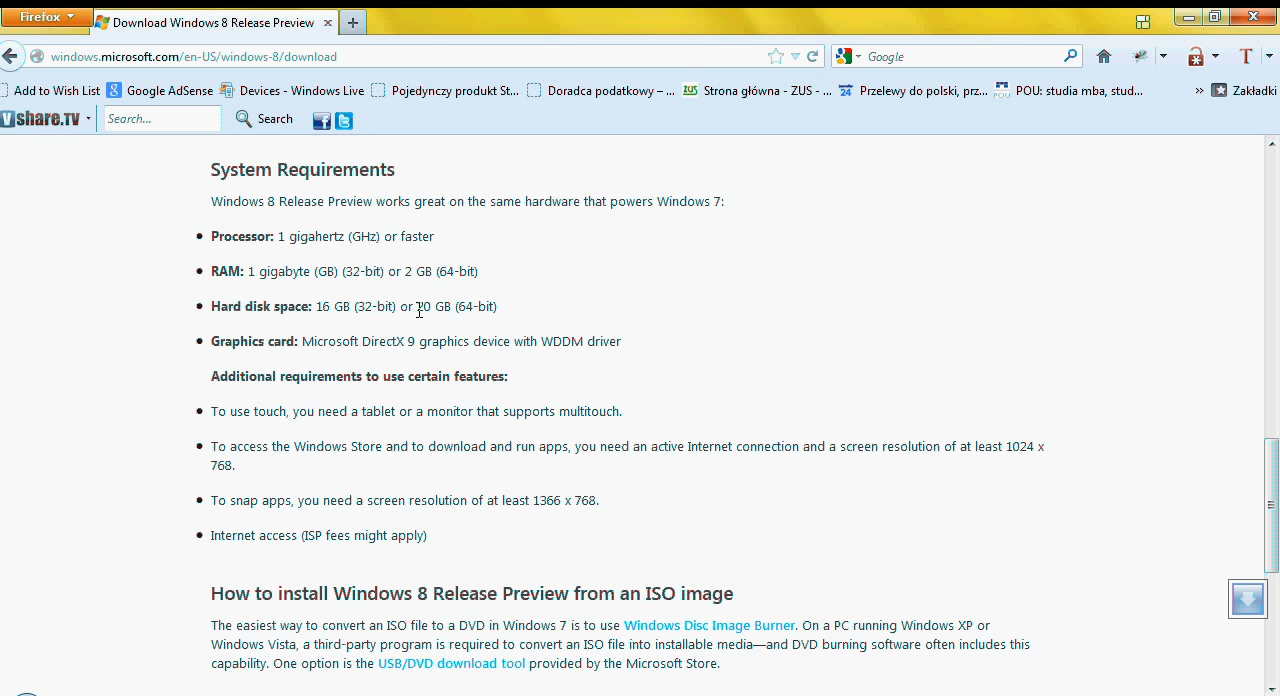 Firefox
Download Windows 8 Release Preview
windows.microsoft.com/en-US/windows-8/download
Google
Add to Wish List Google AdSense Devices - Windows Live Pojedynczy produkt St... Doradca podatkowy – ... ZUS Strona główna - ZUS - ... 24 Przelewy do polski, prz... POU POU: studia mba, stud... » Zakładki
Vshare.TV Search... Search
System Requirements
Windows 8 Release Preview works great on the same hardware that powers Windows 7:
Processor: 1 gigahertz (GHz) or faster
RAM: 1 gigabyte (GB) (32-bit) or 2 GB (64-bit)
Hard disk space: 16 GB (32-bit) or 20 GB (64-bit)
Graphics card: Microsoft DirectX 9 graphics device with WDDM driver
Additional requirements to use certain features:
To use touch, you need a tablet or a monitor that supports multitouch.
To access the Windows Store and to download and run apps, you need an active Internet connection and a screen resolution of at least 1024 x
768.
To snap apps, you need a screen resolution of at least 1366 x 768.
Internet access (ISP fees might apply)
How to install Windows 8 Release Preview from an ISO image
The easiest way to convert an ISO file to a DVD in Windows 7 is to use Windows Disc Image Burner. On a PC running Windows XP or
Windows Vista, a third-party program is required to convert an ISO file into installable media—and DVD burning software often includes this
capability. One option is the USB/DVD download tool provided by the Microsoft Store.